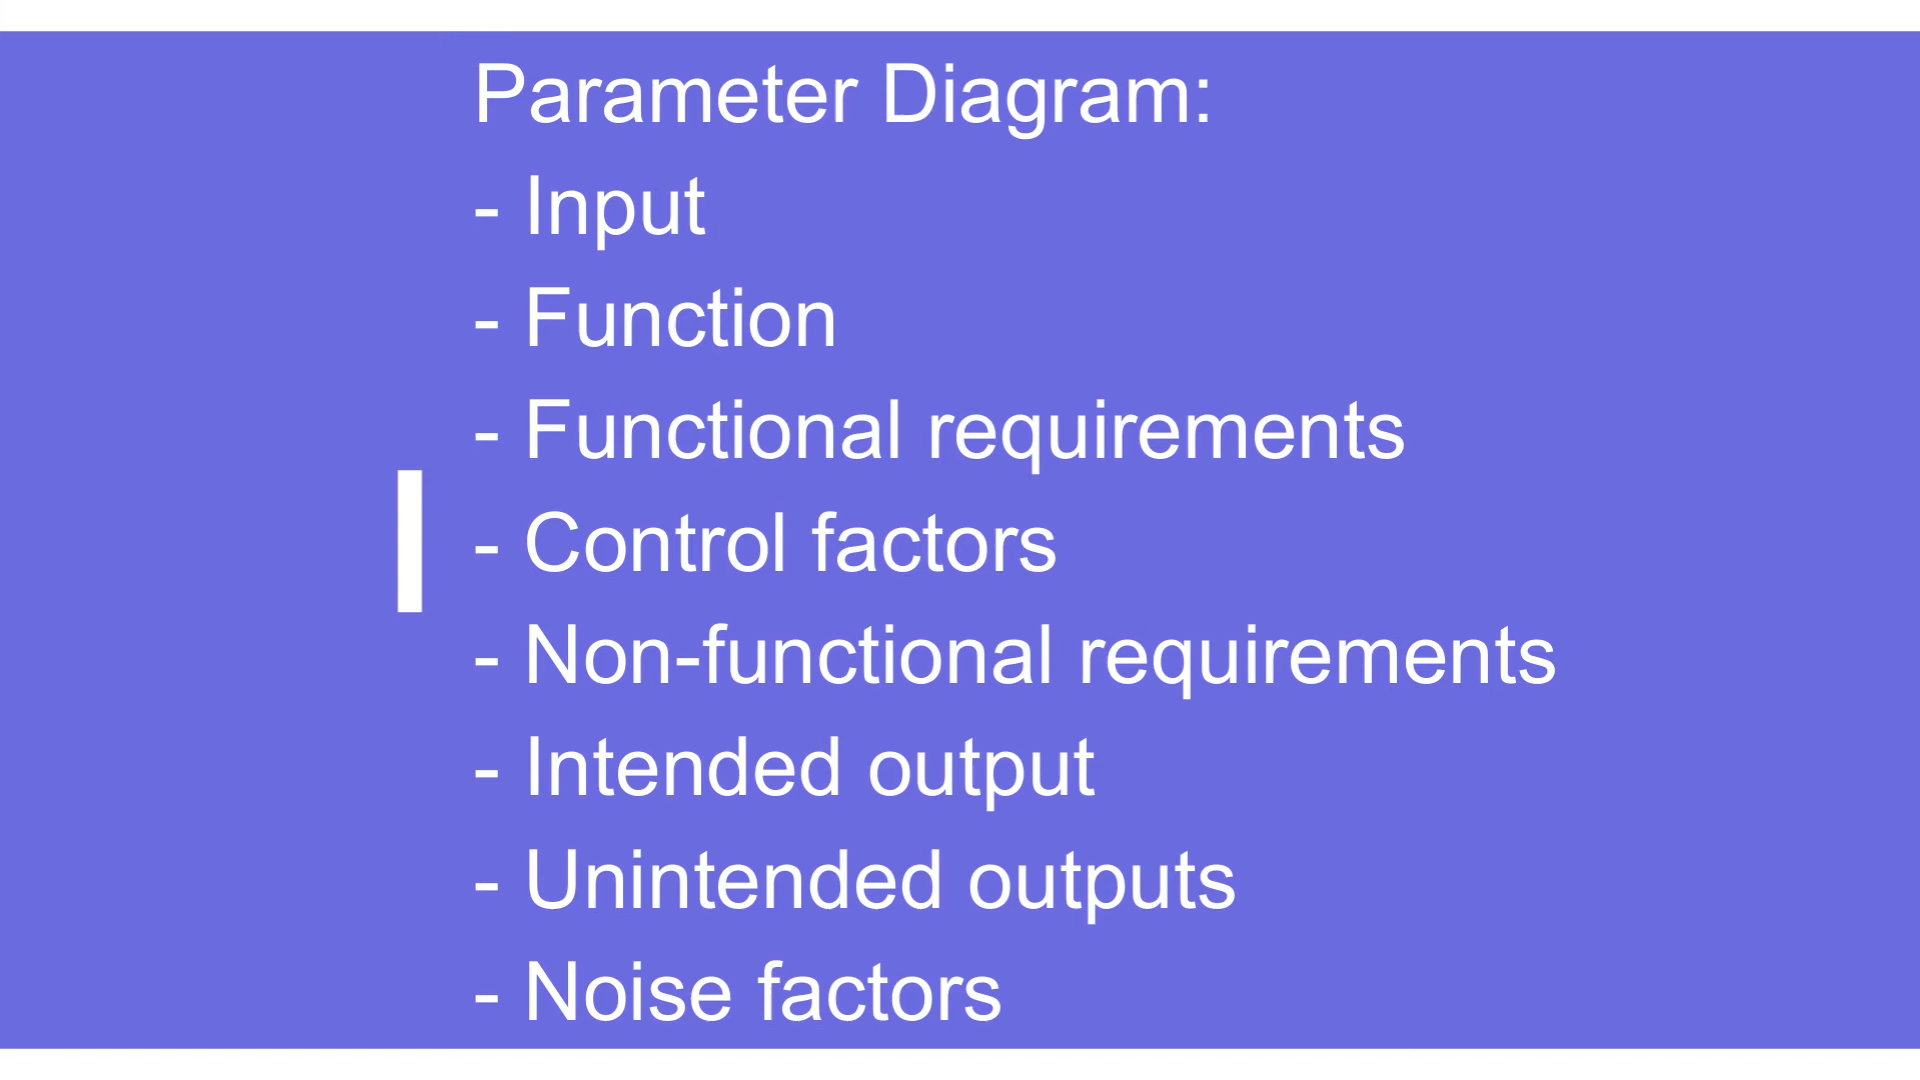 Parameter Diagram:
- Input
- Function
- Functional requirements
- Control factors
- Non-functional requirements
- Intended output
- Unintended outputs
- Noise factors